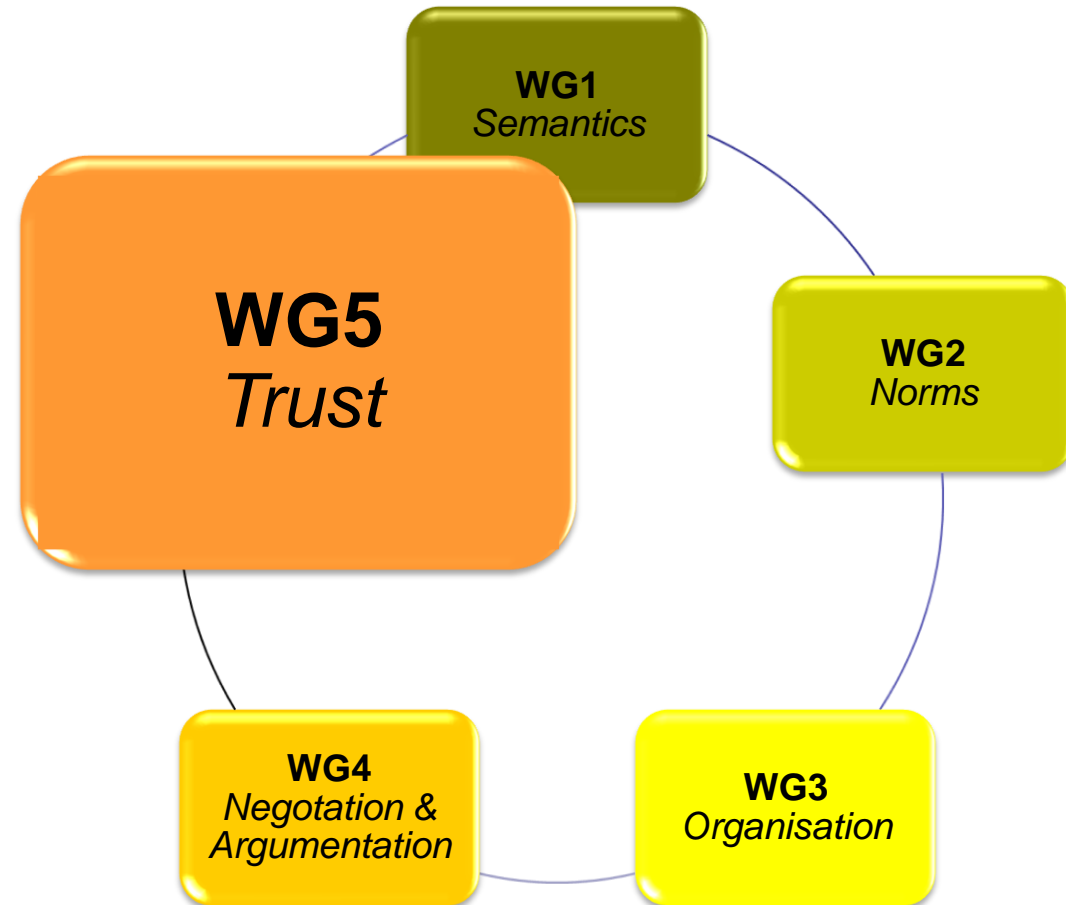 WG1
Semantics
WG5
Trust
WG2
Norms
WG4
Negotation &
Argumentation
WG3
Organisation